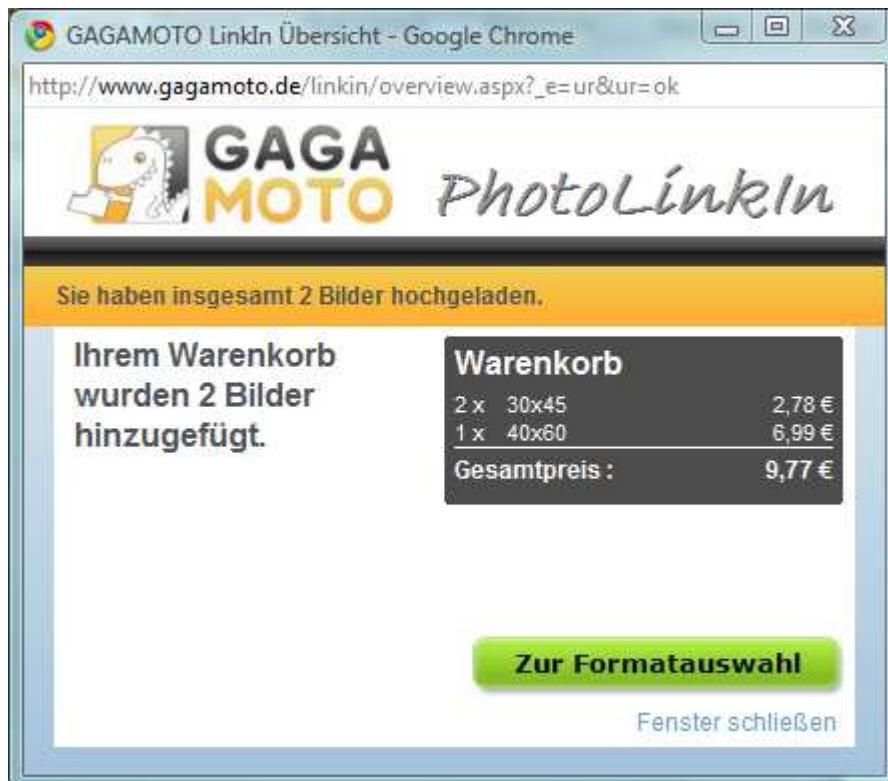 GAGAMOTO LinkIn Übersicht - Google Chrome
http://www.gagamoto.de/linkin/overview.aspx?_e=ur&ur=ok
GAGA
MOTO
PhotoLinkIn
Sie haben insgesamt 2 Bilder hochgeladen.
Ihrem Warenkorb
wurden 2 Bilder
hinzugefügt.
Warenkorb
2 x 30x45 2,78 €
1 x 40x60 6,99 €
Gesamtpreis : 9,77 €
Zur Formatauswahl
Fenster schließen